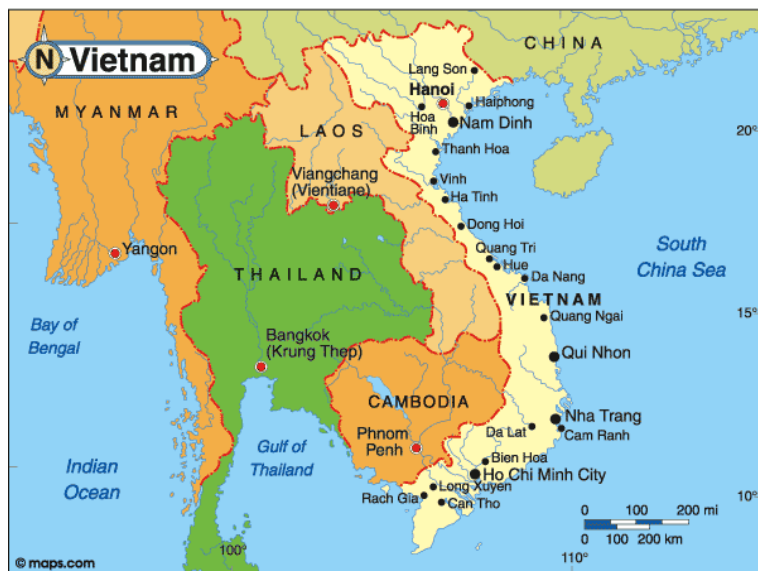 N Vietnam
CHINA
MYANMAR
Lang Son
Hanoi
Haiphong
Hoa
Binh
Nam Dinh
20°
LAOS
Thanh Hoa
Viangchang
(Vientiane)
Vinh
Ha Tinh
Dong Hoi
Yangon
Quang Tri
Hue
South
China Sea
THAILAND
Da Nang
VIETNAM
Quang Ngai
15°
Bay of
Bengal
Bangkok
(Krung Thep)
Qui Nhon
CAMBODIA
Nha Trang
Da Lat
Cam Ranh
Phnom
Penh
Gulf of
Thailand
Bien Hoa
Ho Chi Minh City
Indian
Ocean
Long Xuyen
Rach Gia
Can Tho
10°
0 100 200 mi
0 100 200 km
100°
110°
© maps.com